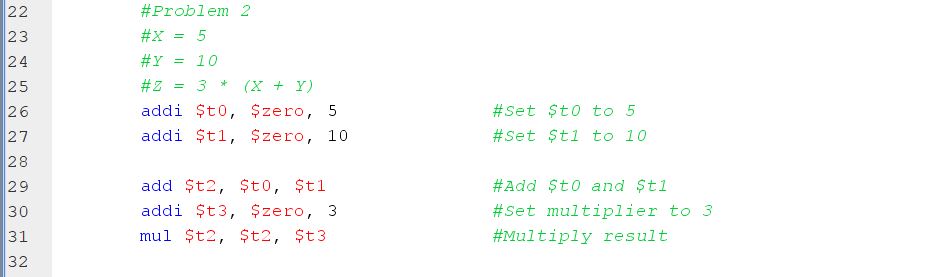 22 #Problem 2
23 #X = 5
24 #Y = 10
25 #Z = 3 * (X + Y)
26 addi $t0, $zero, 5 #Set $t0 to 5
27 addi $t1, $zero, 10 #Set $t1 to 10
28
29 add $t2, $t0, $t1 #Add $t0 and $t1
30 addi $t3, $zero, 3 #Set multiplier to 3
31 mul $t2, $t2, $t3 #Multiply result
32